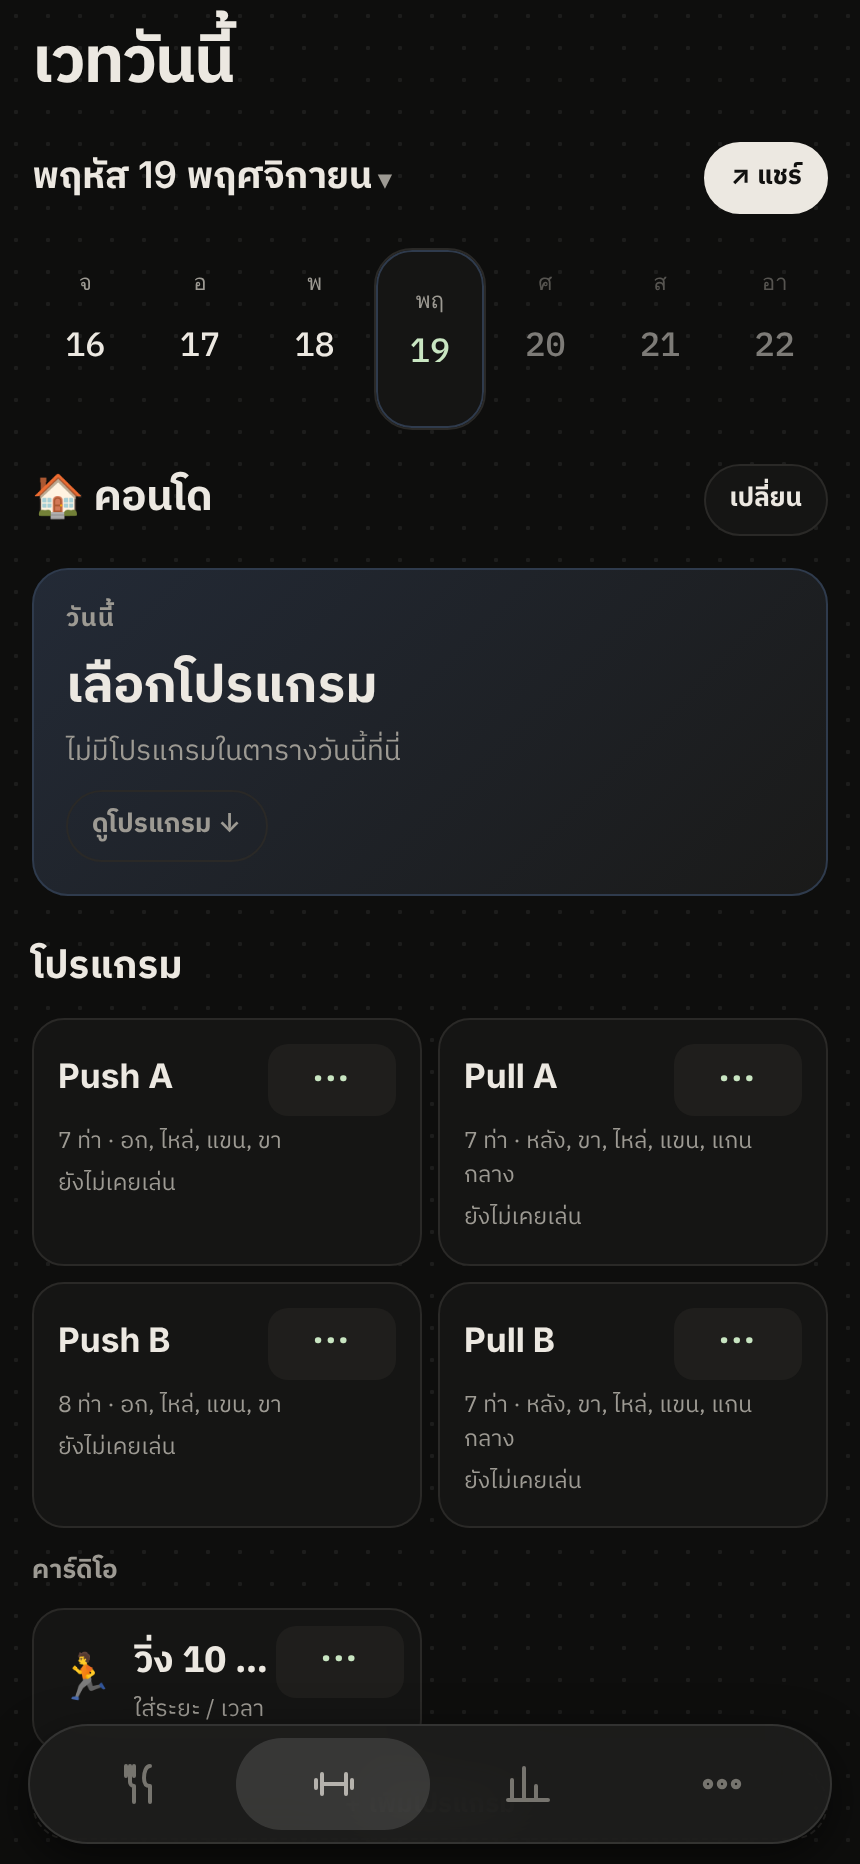 เวทวันนี้
พฤหัส 19 พฤศจิกายน ▾
↗ แชร์
จ อ พ พฤ ศ ส อา
16 17 18 19 20 21 22
🏠 คอนโด
เปลี่ยน
วันนี้
เลือกโปรแกรม
ไม่มีโปรแกรมในตารางวันนี้ที่นี่
ดูโปรแกรม ↓
โปรแกรม
Push A
7 ท่า · อก, ไหล่, แขน, ขา
ยังไม่เคยเล่น
Pull A
7 ท่า · หลัง, ขา, ไหล่, แขน, แกน
กลาง
ยังไม่เคยเล่น
Push B
8 ท่า · อก, ไหล่, แขน, ขา
ยังไม่เคยเล่น
Pull B
7 ท่า · หลัง, ขา, ไหล่, แขน, แกน
กลาง
ยังไม่เคยเล่น
คาร์ดิโอ
วิ่ง 10 ...
ใส่ระยะ / เวลา